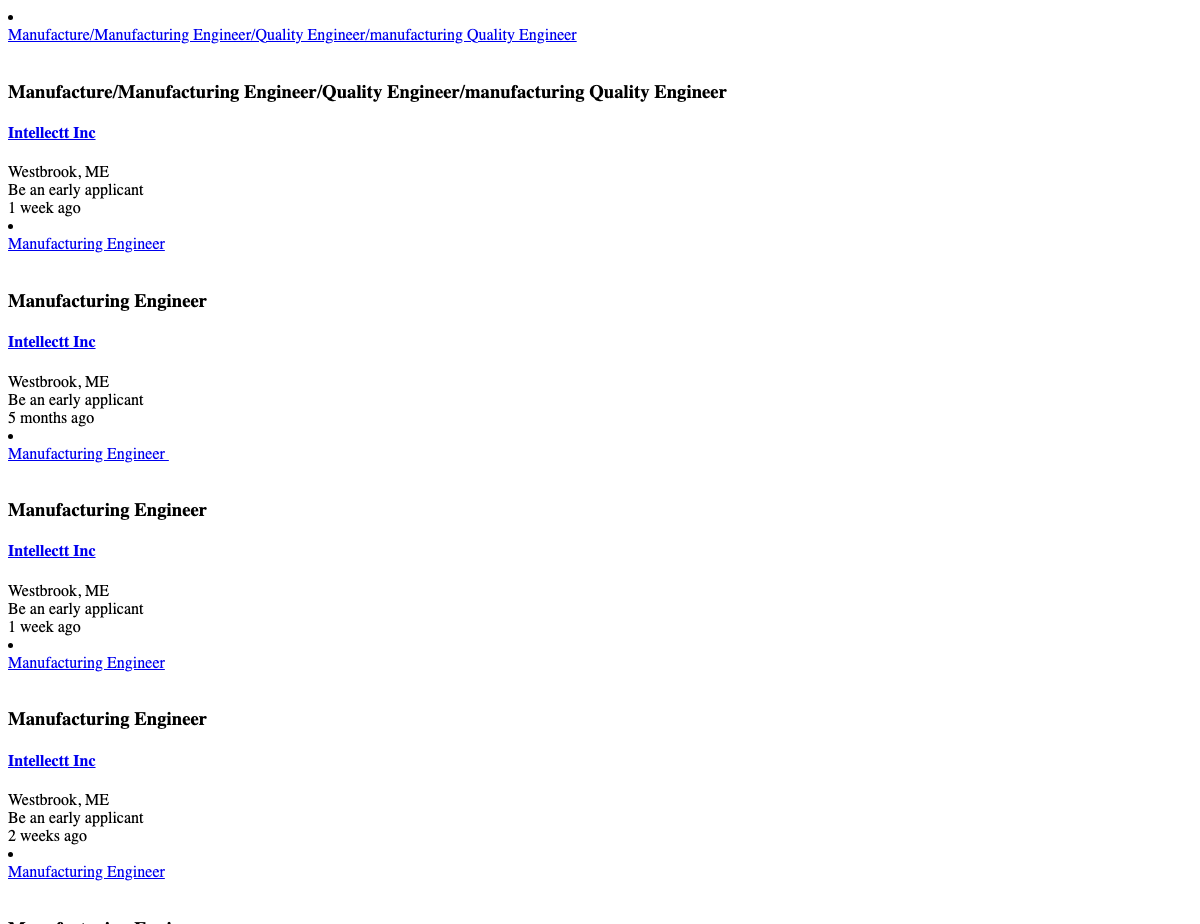 Manufacture/Manufacturing Engineer/Quality Engineer/manufacturing Quality Engineer
Manufacture/Manufacturing Engineer/Quality Engineer/manufacturing Quality Engineer
Intellectt Inc
Westbrook, ME
Be an early applicant
1 week ago
Manufacturing Engineer
Manufacturing Engineer
Intellectt Inc
Westbrook, ME
Be an early applicant
5 months ago
Manufacturing Engineer
Manufacturing Engineer
Intellectt Inc
Westbrook, ME
Be an early applicant
1 week ago
Manufacturing Engineer
Manufacturing Engineer
Intellectt Inc
Westbrook, ME
Be an early applicant
2 weeks ago
Manufacturing Engineer